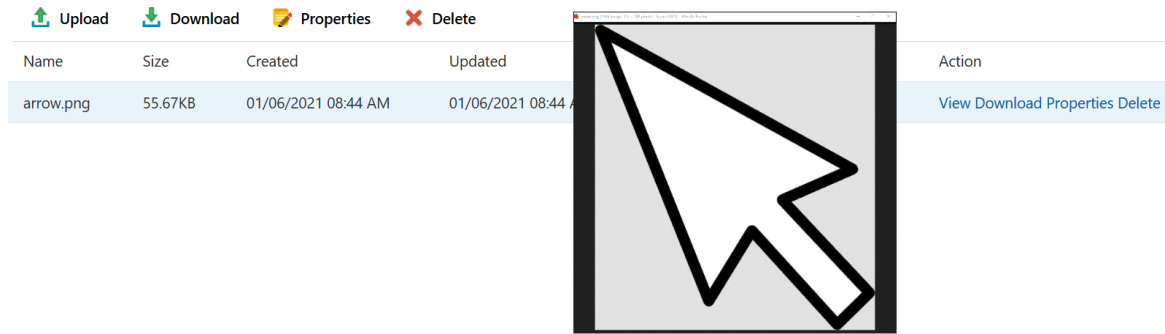 Upload Download Properties Delete
Name Size Created Updated Action
arrow.png 55.67KB 01/06/2021 08:44 AM 01/06/2021 08:44 View Download Properties Delete